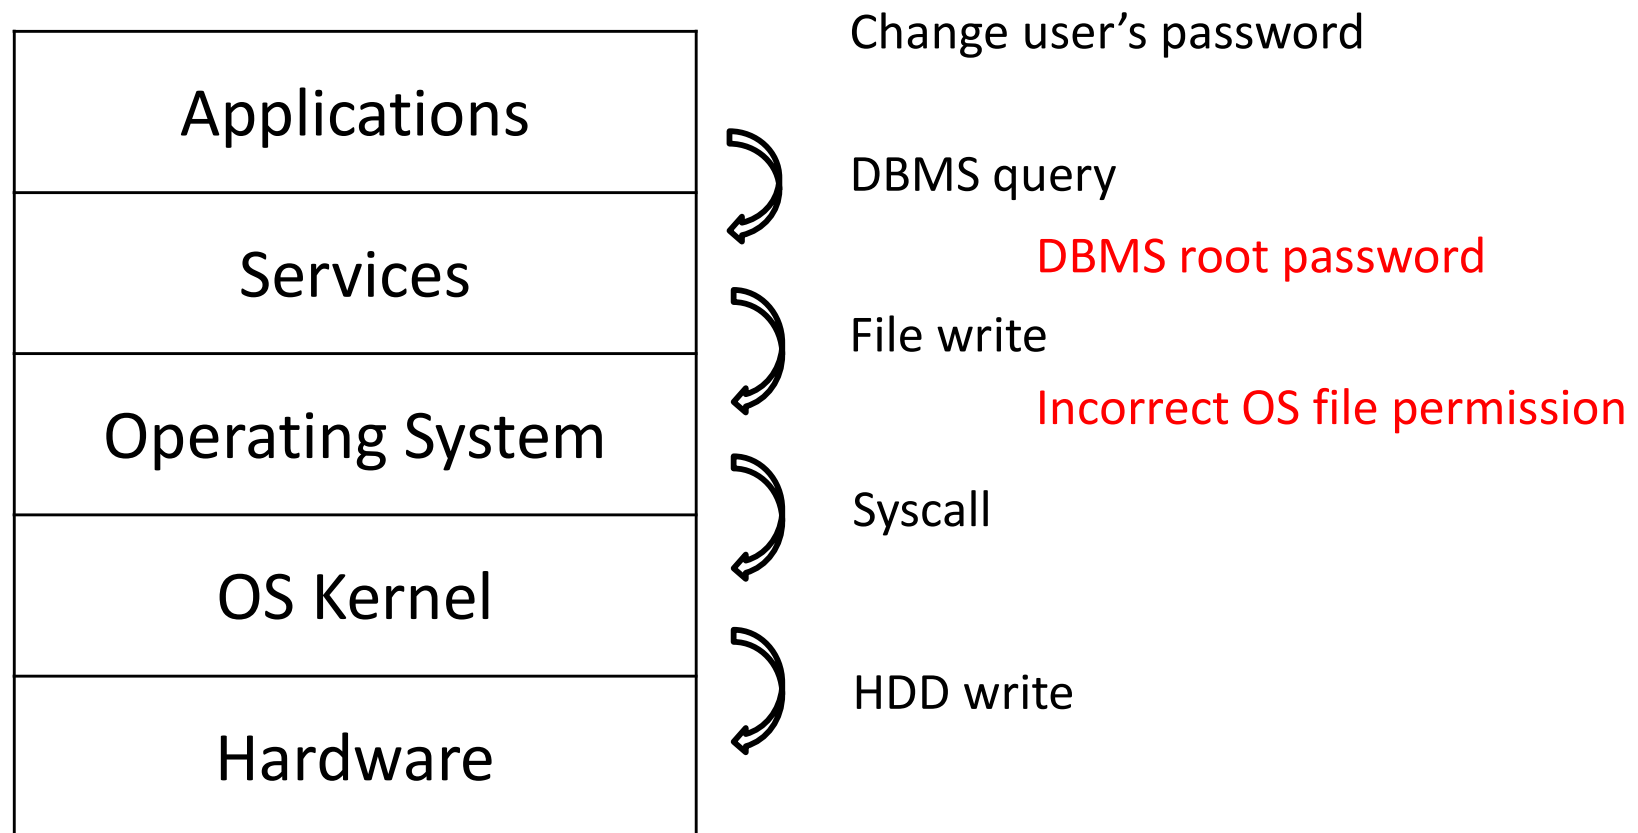 Change user’s password
Applications
DBMS query
DBMS root password
Services
File write
Incorrect OS file permission
Operating System
Syscall
OS Kernel
HDD write
Hardware